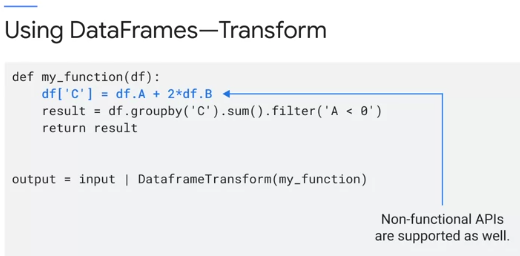 Using DataFrames—Transform
def my_function(df):
    df['C'] = df.A + 2*df.B
    result = df.groupby('C').sum().filter('A < 0')
    return result
output = input | DataframeTransform(my_function)
Non-functional APIs
are supported as well.